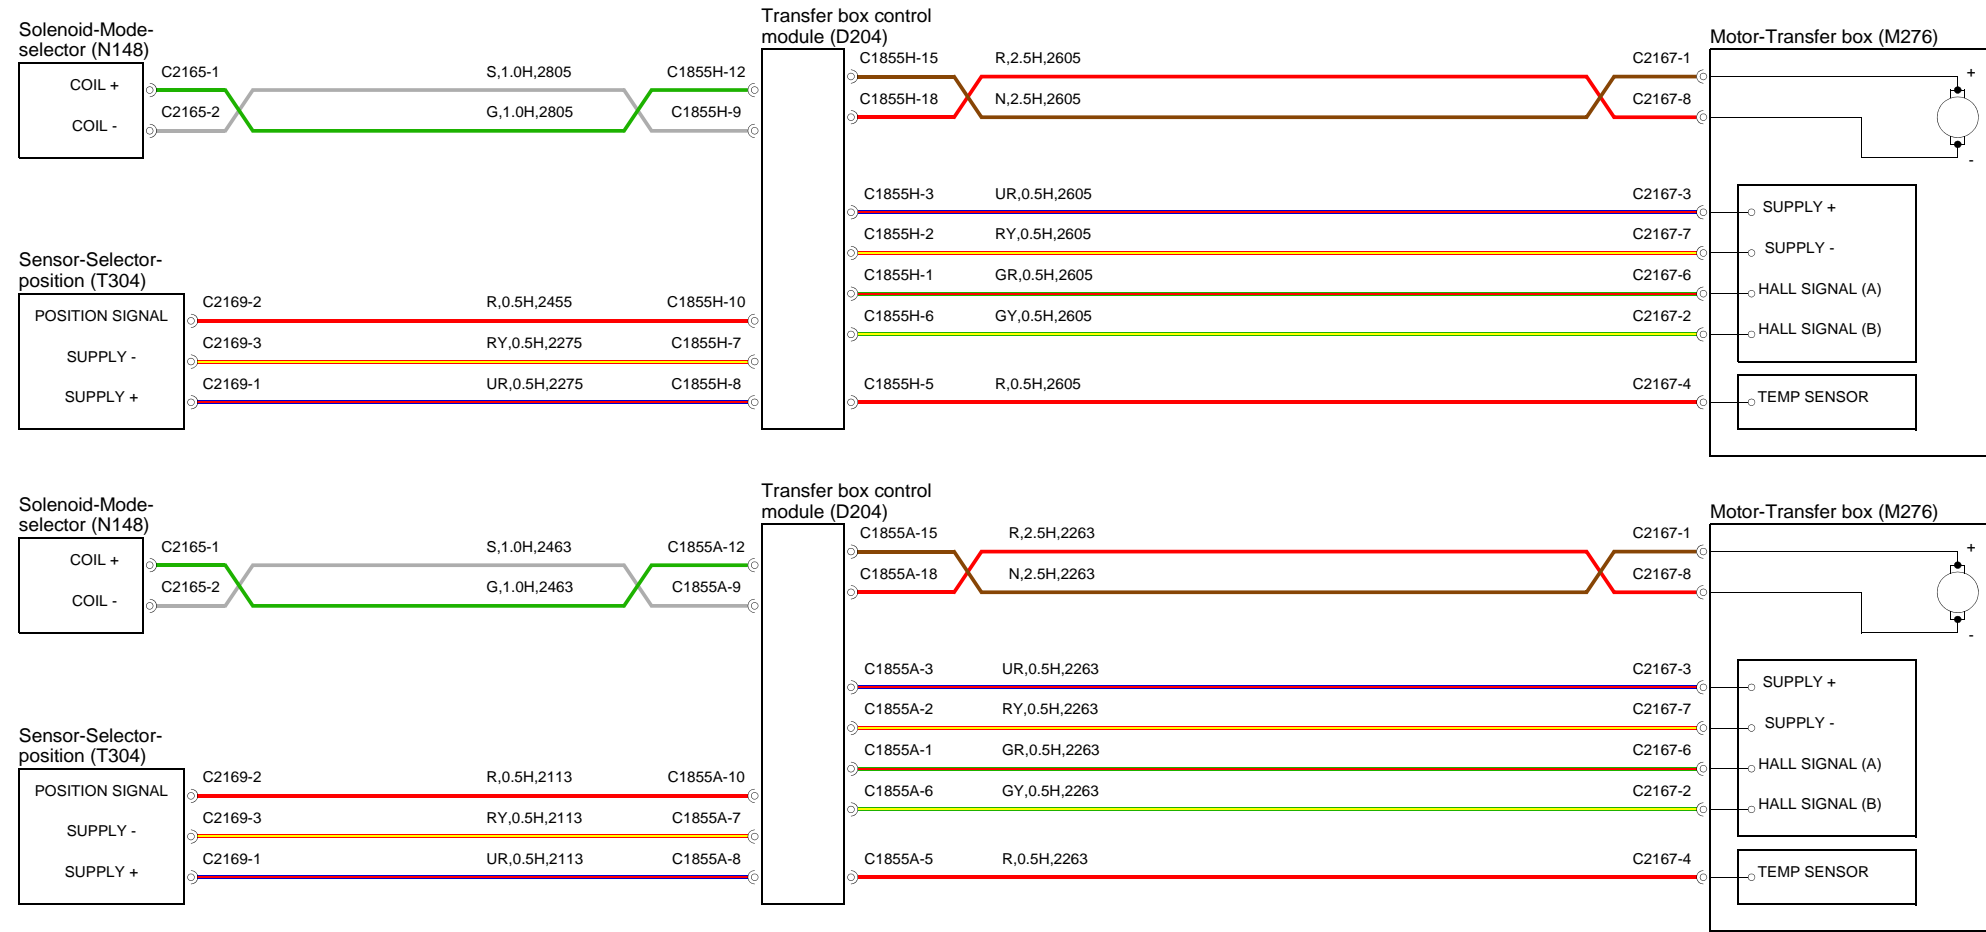 Solenoid-Mode-
selector (N148)
COIL +
COIL -
C2165-1
C2165-2
S,1.0H,2805
G,1.0H,2805
C1855H-12
C1855H-9
Sensor-Selector-
position (T304)
POSITION SIGNAL
SUPPLY -
SUPPLY +
C2169-2
C2169-3
C2169-1
R,0.5H,2455
RY,0.5H,2275
UR,0.5H,2275
C1855H-10
C1855H-7
C1855H-8
Transfer box control
module (D204)
C1855H-15
C1855H-18
R,2.5H,2605
N,2.5H,2605
C2167-1
C2167-8
C1855H-3
C1855H-2
C1855H-1
C1855H-6
C1855H-5
UR,0.5H,2605
RY,0.5H,2605
GR,0.5H,2605
GY,0.5H,2605
R,0.5H,2605
C2167-3
C2167-7
C2167-6
C2167-2
C2167-4
Motor-Transfer box (M276)
+
-
SUPPLY +
SUPPLY -
HALL SIGNAL (A)
HALL SIGNAL (B)
TEMP SENSOR
Solenoid-Mode-
selector (N148)
COIL +
COIL -
C2165-1
C2165-2
S,1.0H,2463
G,1.0H,2463
C1855A-12
C1855A-9
Sensor-Selector-
position (T304)
POSITION SIGNAL
SUPPLY -
SUPPLY +
C2169-2
C2169-3
C2169-1
R,0.5H,2113
RY,0.5H,2113
UR,0.5H,2113
C1855A-10
C1855A-7
C1855A-8
Transfer box control
module (D204)
C1855A-15
C1855A-18
R,2.5H,2263
N,2.5H,2263
C2167-1
C2167-8
C1855A-3
C1855A-2
C1855A-1
C1855A-6
C1855A-5
UR,0.5H,2263
RY,0.5H,2263
GR,0.5H,2263
GY,0.5H,2263
R,0.5H,2263
C2167-3
C2167-7
C2167-6
C2167-2
C2167-4
Motor-Transfer box (M276)
+
-
SUPPLY +
SUPPLY -
HALL SIGNAL (A)
HALL SIGNAL (B)
TEMP SENSOR